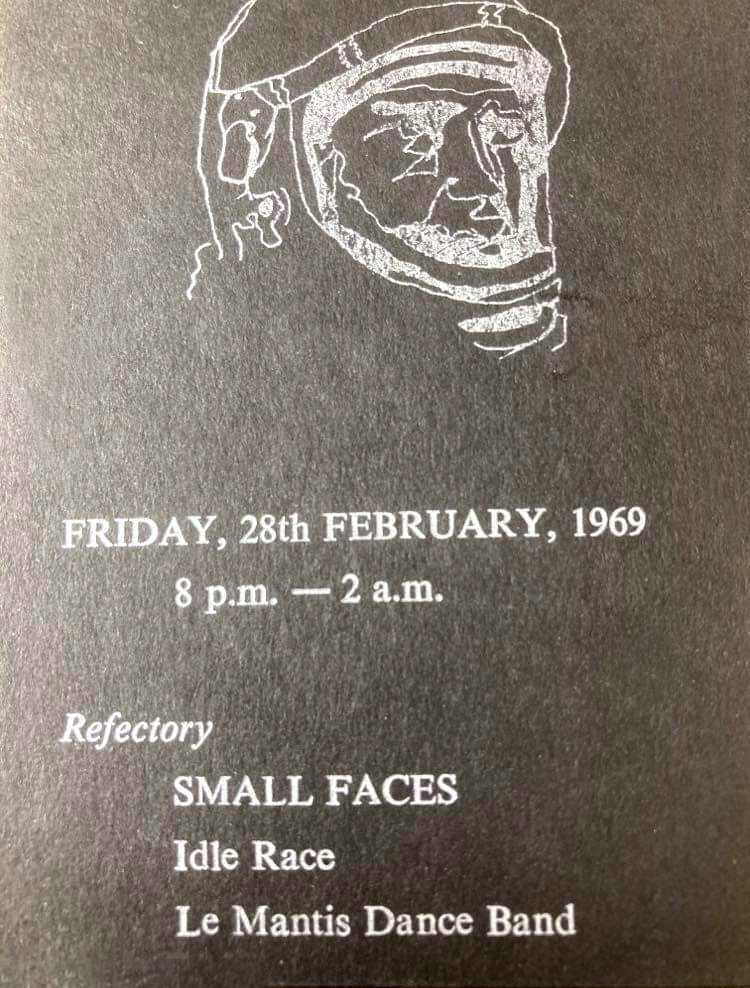 FRIDAY, 28th FEBRUARY, 1969
8 p.m. — 2 a.m.
Refectory
SMALL FACES
Idle Race
Le Mantis Dance Band